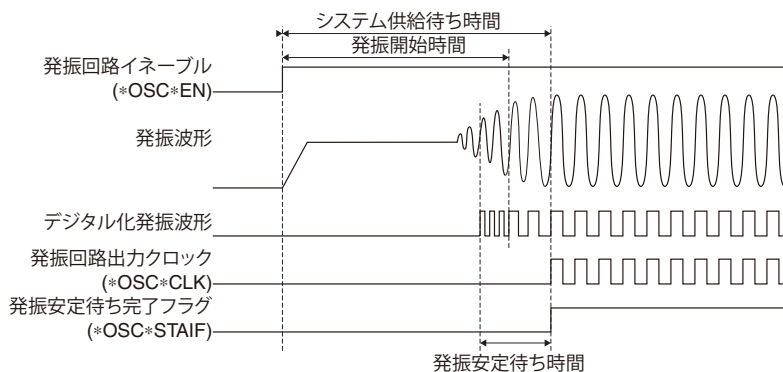 システム供給待ち時間
発振開始時間
発振回路イネーブル
(*OSC*EN)
発振波形
デジタル化発振波形
発振回路出力クロック
(*OSC*CLK)
発振安定待ち完了フラグ
(*OSC*STAIF)
発振安定待ち時間